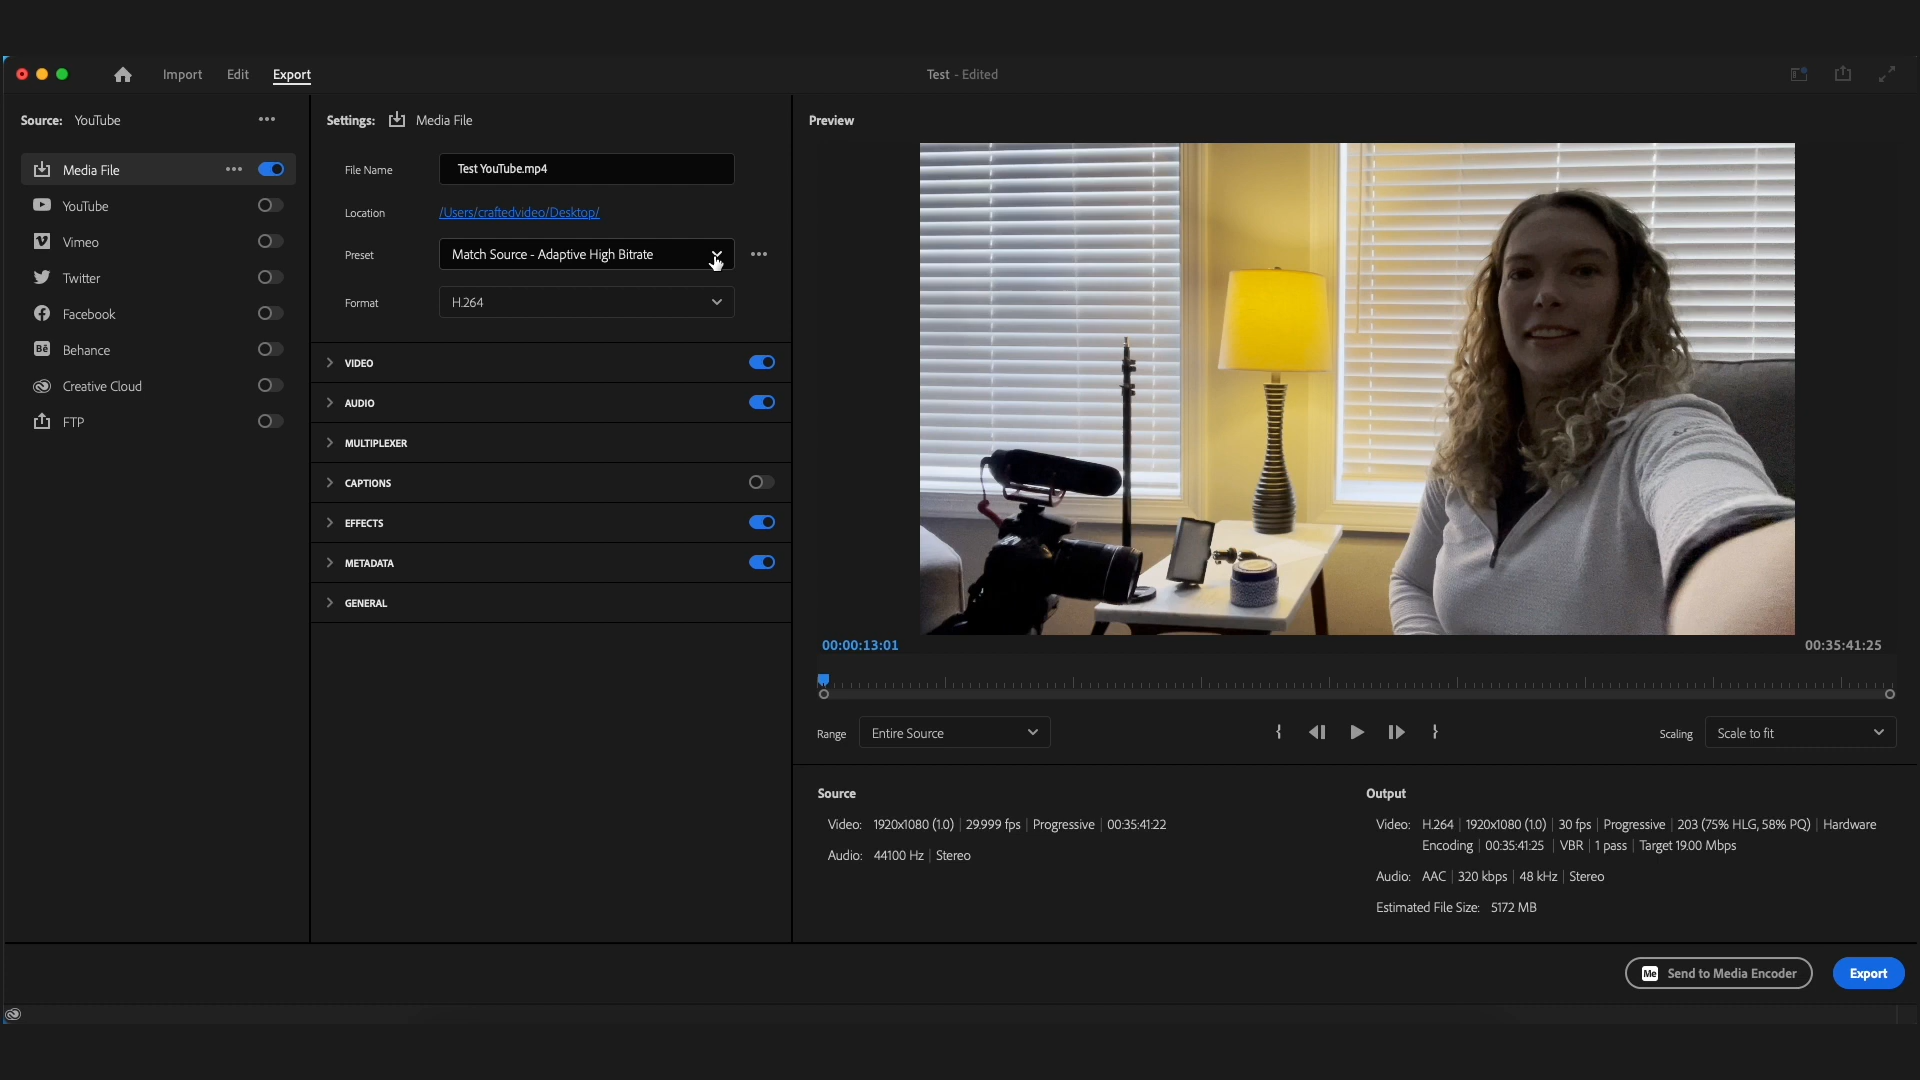 Import Edit Export
Test - Edited
Source: YouTube
Media File
YouTube
Vimeo
Twitter
Facebook
Bē Behance
Creative Cloud
FTP
Settings: Media File
File Name Test YouTube.mp4
Location /Users/craftedvideo/Desktop/
Preset Match Source - Adaptive High Bitrate
Format H.264
VIDEO
AUDIO
MULTIPLEXER
CAPTIONS
EFFECTS
METADATA
GENERAL
Preview
00:00:13:01 00:35:41:25
Range Entire Source
Scaling Scale to fit
Source
Video: 1920x1080 (1.0) | 29.999 fps | Progressive | 00:35:41:22
Audio: 44100 Hz | Stereo
Output
Video: H.264 | 1920x1080 (1.0) | 30 fps | Progressive | 203 (75% HLG, 58% PQ) | Hardware
Encoding | 00:35:41:25 | VBR | 1 pass | Target 19.00 Mbps
Audio: AAC | 320 kbps | 48 kHz | Stereo
Estimated File Size: 5172 MB
Me Send to Media Encoder
Export